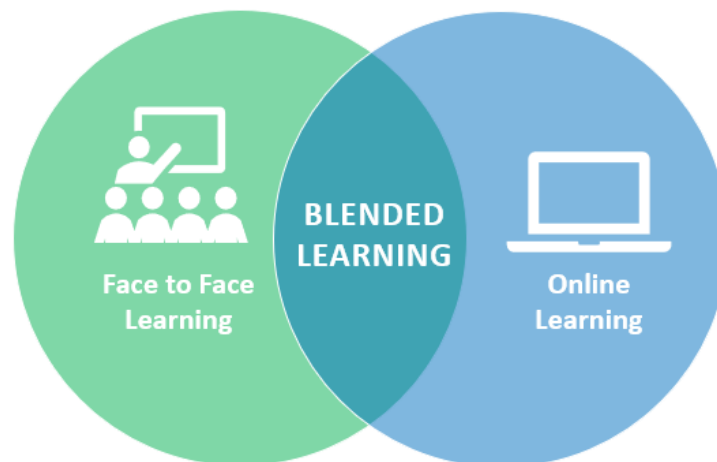 Face to Face
Learning
BLENDED
LEARNING
Online
Learning